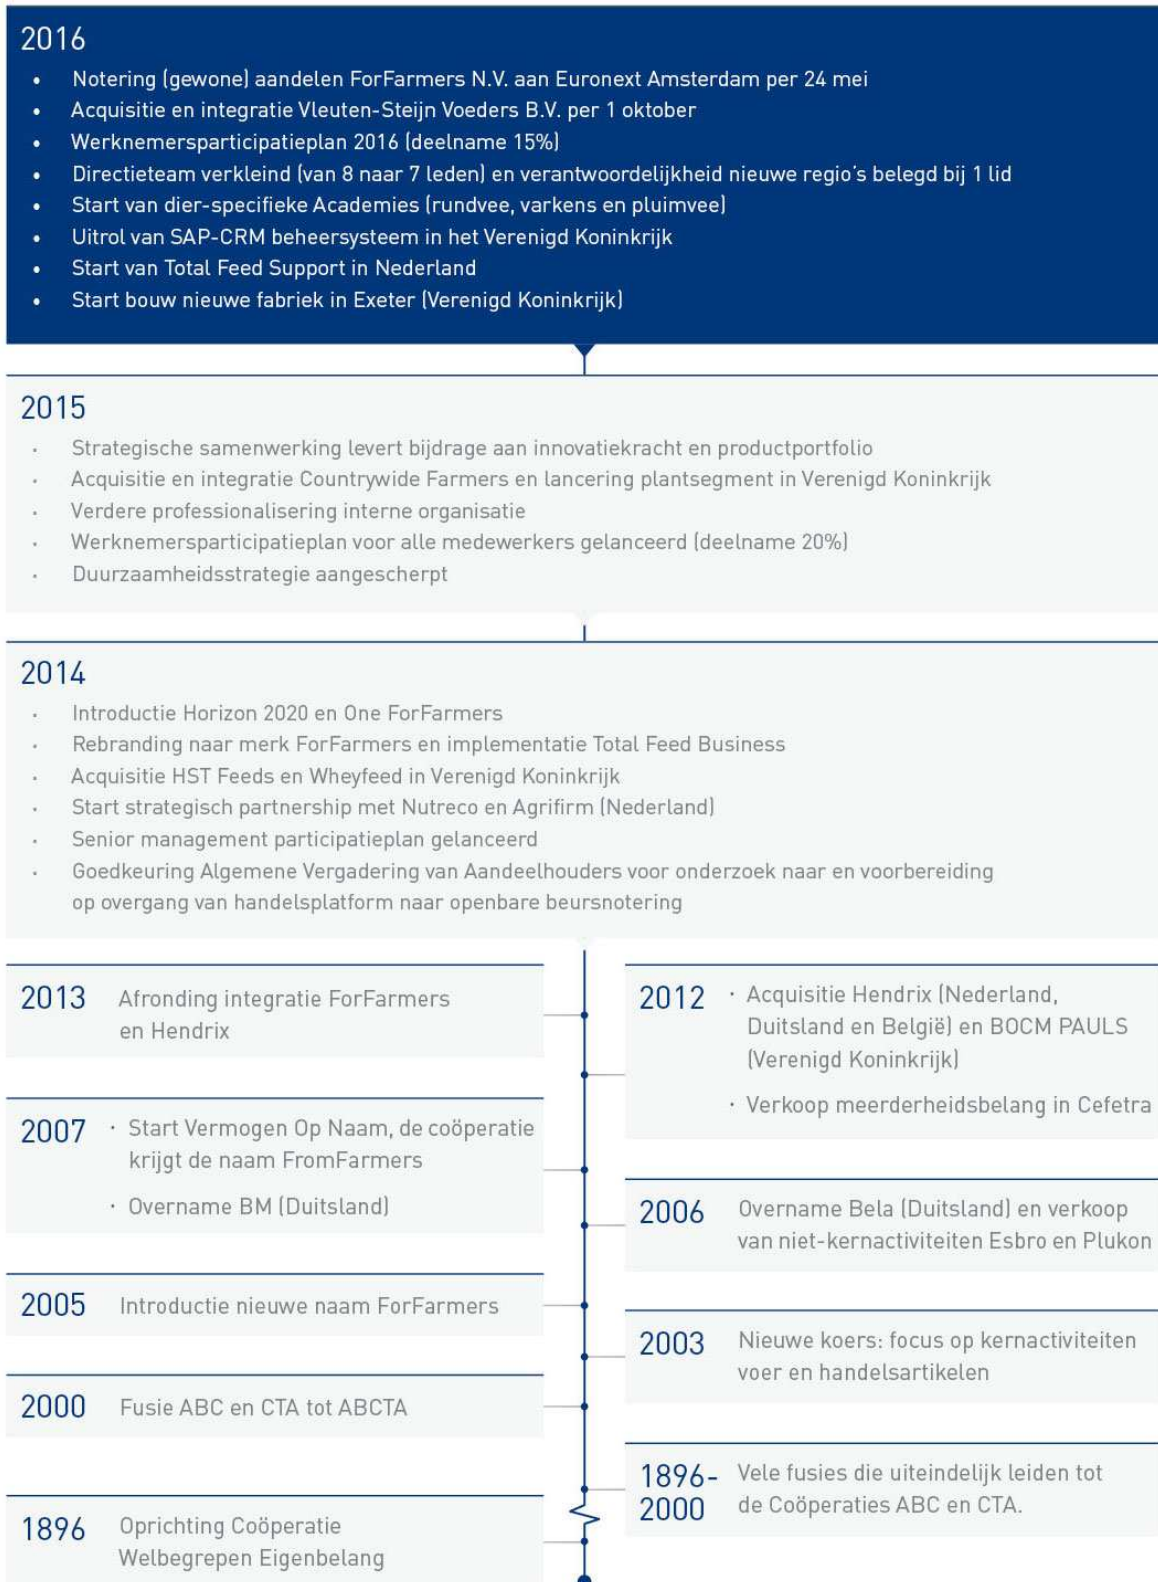 2016
• Notering (gewone) aandelen ForFarmers N.V. aan Euronext Amsterdam per 24 mei
• Acquisitie en integratie Vleuten-Steijn Voeders B.V. per 1 oktober
• Werknemersparticipatieplan 2016 (deelname 15%)
• Directieteam verkleind (van 8 naar 7 leden) en verantwoordelijkheid nieuwe regio's belegd bij 1 lid
• Start van dier-specifieke Academies (rundvee, varkens en pluimvee)
• Uitrol van SAP-CRM beheersysteem in het Verenigd Koninkrijk
• Start van Total Feed Support in Nederland
• Start bouw nieuwe fabriek in Exeter (Verenigd Koninkrijk)
2015
· Strategische samenwerking levert bijdrage aan innovatiekracht en productportfolio
· Acquisitie en integratie Countrywide Farmers en lancering plantsegment in Verenigd Koninkrijk
· Verdere professionalisering interne organisatie
· Werknemersparticipatieplan voor alle medewerkers gelanceerd (deelname 20%)
· Duurzaamheidsstrategie aangescherpt
2014
· Introductie Horizon 2020 en One ForFarmers
· Rebranding naar merk ForFarmers en implementatie Total Feed Business
· Acquisitie HST Feeds en Wheyfeed in Verenigd Koninkrijk
· Start strategisch partnership met Nutreco en Agrifirm (Nederland)
· Senior management participatieplan gelanceerd
· Goedkeuring Algemene Vergadering van Aandeelhouders voor onderzoek naar en voorbereiding
op overgang van handelsplatform naar openbare beursnotering
2013 Afronding integratie ForFarmers
en Hendrix
2012 · Acquisitie Hendrix (Nederland,
Duitsland en België) en BOCM PAULS
(Verenigd Koninkrijk)
· Verkoop meerderheidsbelang in Cefetra
2007 · Start Vermogen Op Naam, de coöperatie
krijgt de naam FromFarmers
· Overname BM (Duitsland)
2006 Overname Bela (Duitsland) en verkoop
van niet-kernactiviteiten Esbro en Plukon
2005 Introductie nieuwe naam ForFarmers
2003 Nieuwe koers: focus op kernactiviteiten
voer en handelsartikelen
2000 Fusie ABC en CTA tot ABCTA
1896- Vele fusies die uiteindelijk leiden tot
2000 de Coöperaties ABC en CTA.
1896 Oprichting Coöperatie
Welbegrepen Eigenbelang